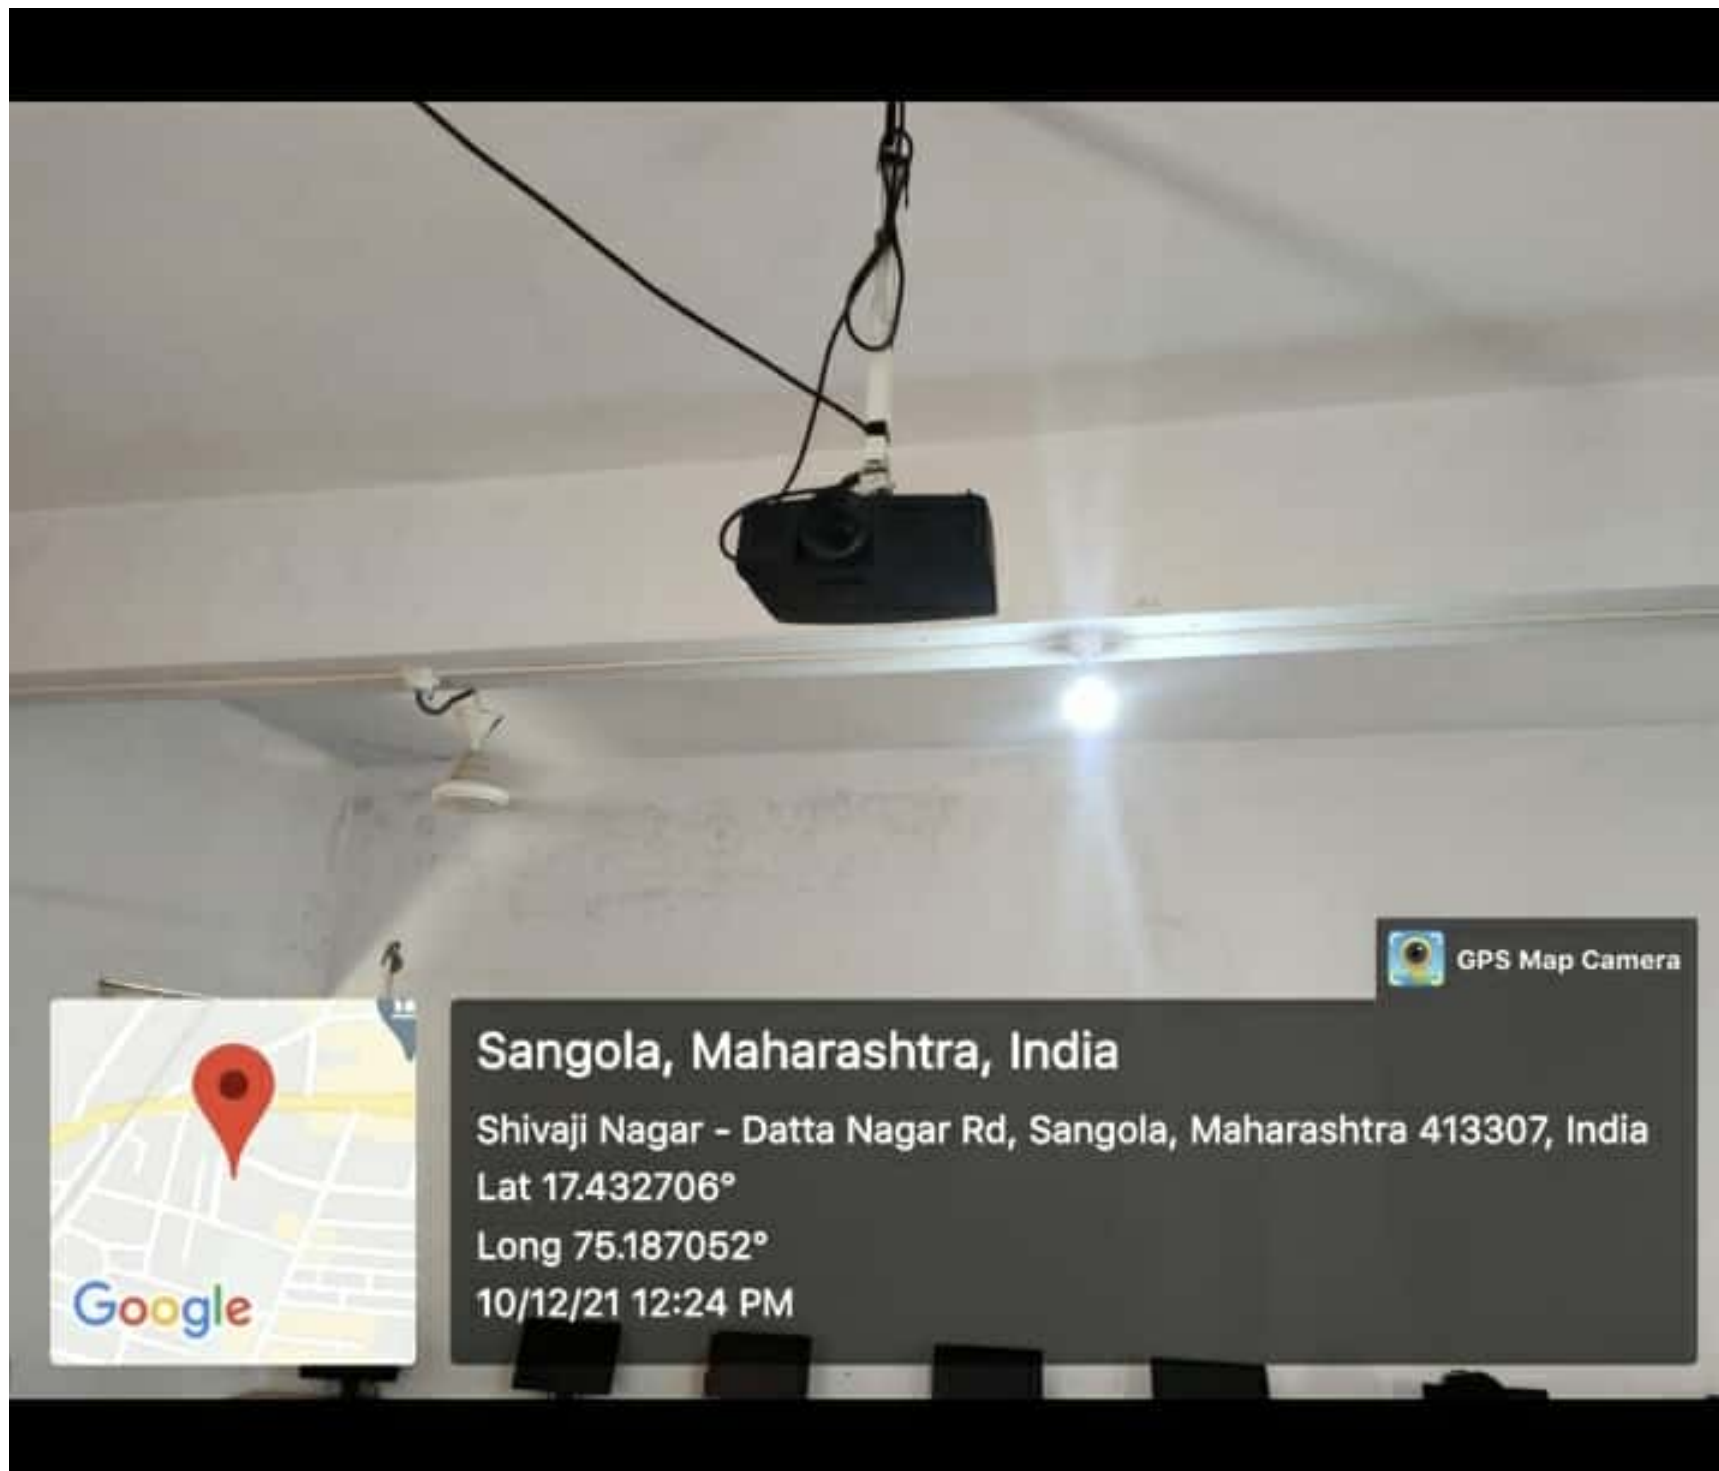 GPS Map Camera
Sangola, Maharashtra, India
Shivaji Nagar - Datta Nagar Rd, Sangola, Maharashtra 413307, India
Lat 17.432706°
Long 75.187052°
10/12/21 12:24 PM
Google